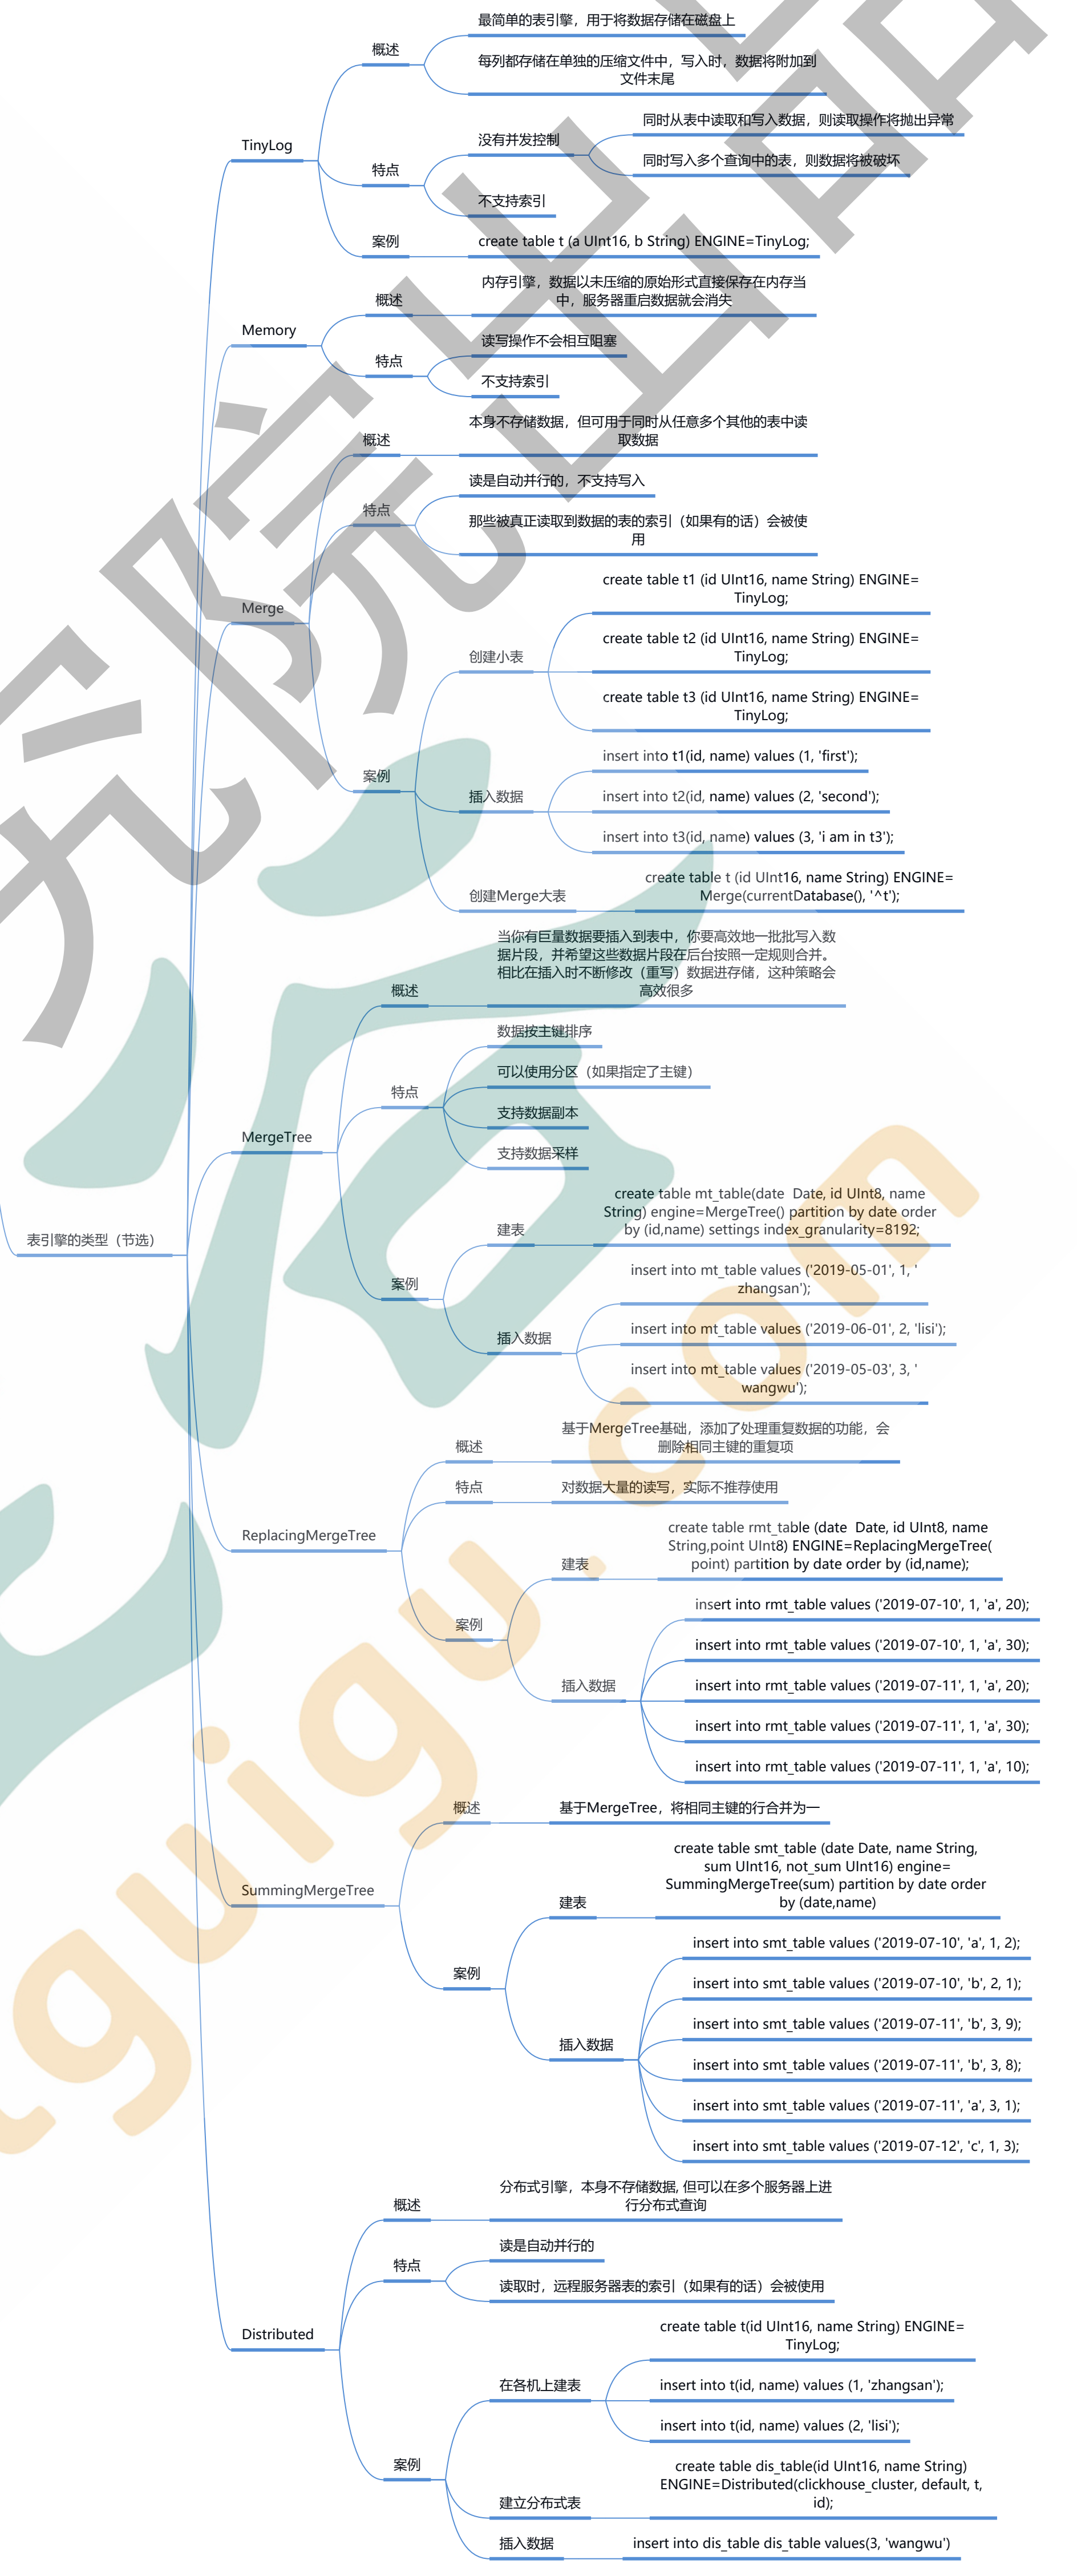 表引擎的类型（节选）
TinyLog
概述
最简单的表引擎，用于将数据存储在磁盘上
每列都存储在单独的压缩文件中，写入时，数据将附加到
文件末尾
特点
没有并发控制
同时从表中读取和写入数据，则读取操作将抛出异常
同时写入多个查询中的表，则数据将被破坏
不支持索引
案例
create table t (a UInt16, b String) ENGINE=TinyLog;
Memory
概述
内存引擎，数据以未压缩的原始形式直接保存在内存当
中，服务器重启数据就会消失
特点
读写操作不会相互阻塞
不支持索引
Merge
概述
本身不存储数据，但可用于同时从任意多个其他的表中读
取数据
特点
读是自动并行的，不支持写入
那些被真正读取到数据的表的索引（如果有的话）会被使
用
案例
创建小表
create table t1 (id UInt16, name String) ENGINE=
TinyLog;
create table t2 (id UInt16, name String) ENGINE=
TinyLog;
create table t3 (id UInt16, name String) ENGINE=
TinyLog;
插入数据
insert into t1(id, name) values (1, 'first');
insert into t2(id, name) values (2, 'second');
insert into t3(id, name) values (3, 'i am in t3');
创建Merge大表
create table t (id UInt16, name String) ENGINE=
Merge(currentDatabase(), '^t');
MergeTree
概述
当你有巨量数据要插入到表中，你要高效地一批批写入数
据片段，并希望这些数据片段在后台按照一定规则合并。
相比在插入时不断修改（重写）数据进存储，这种策略会
高效很多
特点
数据按主键排序
可以使用分区（如果指定了主键）
支持数据副本
支持数据采样
案例
建表
create table mt_table(date  Date, id UInt8, name
String) engine=MergeTree() partition by date order
by (id,name) settings index_granularity=8192;
插入数据
insert into mt_table values ('2019-05-01', 1, '
zhangsan');
insert into mt_table values ('2019-06-01', 2, 'lisi');
insert into mt_table values ('2019-05-03', 3, '
wangwu');
ReplacingMergeTree
概述
基于MergeTree基础，添加了处理重复数据的功能，会
删除相同主键的重复项
特点
对数据大量的读写，实际不推荐使用
案例
建表
create table rmt_table (date  Date, id UInt8, name
String,point UInt8) ENGINE=ReplacingMergeTree(
point) partition by date order by (id,name);
插入数据
insert into rmt_table values ('2019-07-10', 1, 'a', 20);
insert into rmt_table values ('2019-07-10', 1, 'a', 30);
insert into rmt_table values ('2019-07-11', 1, 'a', 20);
insert into rmt_table values ('2019-07-11', 1, 'a', 30);
insert into rmt_table values ('2019-07-11', 1, 'a', 10);
SummingMergeTree
概述
基于MergeTree，将相同主键的行合并为一
案例
建表
create table smt_table (date Date, name String,
sum UInt16, not_sum UInt16) engine=
SummingMergeTree(sum) partition by date order
by (date,name)
插入数据
insert into smt_table values ('2019-07-10', 'a', 1, 2);
insert into smt_table values ('2019-07-10', 'b', 2, 1);
insert into smt_table values ('2019-07-11', 'b', 3, 9);
insert into smt_table values ('2019-07-11', 'b', 3, 8);
insert into smt_table values ('2019-07-11', 'a', 3, 1);
insert into smt_table values ('2019-07-12', 'c', 1, 3);
Distributed
概述
分布式引擎，本身不存储数据, 但可以在多个服务器上进
行分布式查询
特点
读是自动并行的
读取时，远程服务器表的索引（如果有的话）会被使用
案例
在各机上建表
create table t(id UInt16, name String) ENGINE=
TinyLog;
insert into t(id, name) values (1, 'zhangsan');
insert into t(id, name) values (2, 'lisi');
建立分布式表
create table dis_table(id UInt16, name String)
ENGINE=Distributed(clickhouse_cluster, default, t,
id);
插入数据
insert into dis_table dis_table values(3, 'wangwu')
究院出品
guigu.com